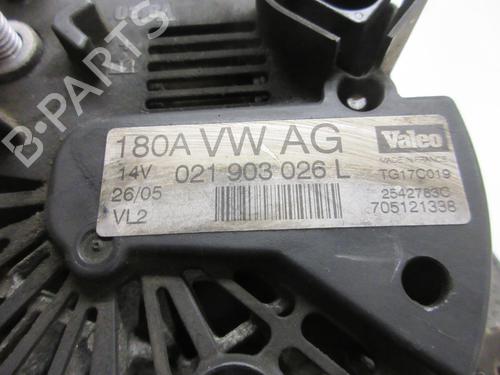 180A VW AG
Valeo
MADE IN FRANCE
14V 021 903 026 L
TG17C019
26/05
2542783C
VL2
705121338
B-PARTS